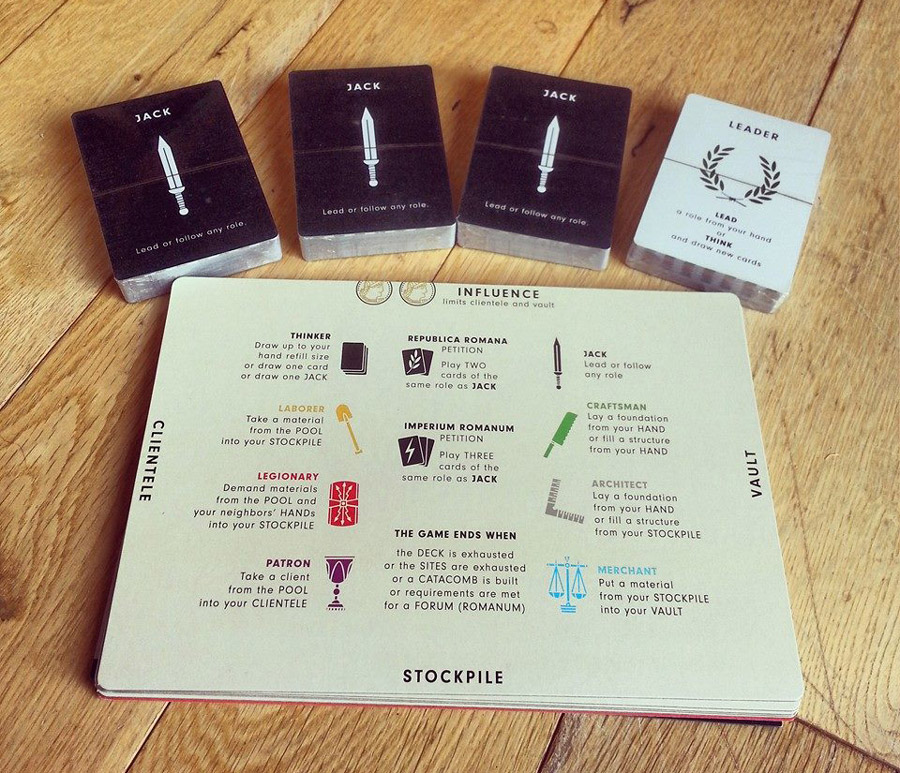 JACK
Lead or follow any role.
JACK
Lead or follow any role.
JACK
Lead or follow any role.
LEADER
LEAD
a role from your hand
or
THINK
and draw new cards
INFLUENCE
limits clientele and vault
THINKER
Draw up to your
hand refill size
or draw one card
or draw one JACK
LABORER
Take a material
from the POOL
into your STOCKPILE
LEGIONARY
Demand materials
from the POOL and
your neighbors' HANDs
into your STOCKPILE
PATRON
Take a client
from the POOL
into your CLIENTELE
REPUBLICA ROMANA
PETITION
Play TWO
cards of the
same role as JACK
IMPERIUM ROMANUM
PETITION
Play THREE
cards of the
same role as JACK
THE GAME ENDS WHEN
the DECK is exhausted
or the SITES are exhausted
or a CATACOMB is built
or requirements are met
for a FORUM (ROMANUM)
JACK
Lead or follow
any role
CRAFTSMAN
Lay a foundation
from your HAND
or fill a structure
from your HAND
ARCHITECT
Lay a foundation
from your HAND
or fill a structure
from your STOCKPILE
MERCHANT
Put a material
from your STOCKPILE
into your VAULT
CLIENTELE
VAULT
STOCKPILE